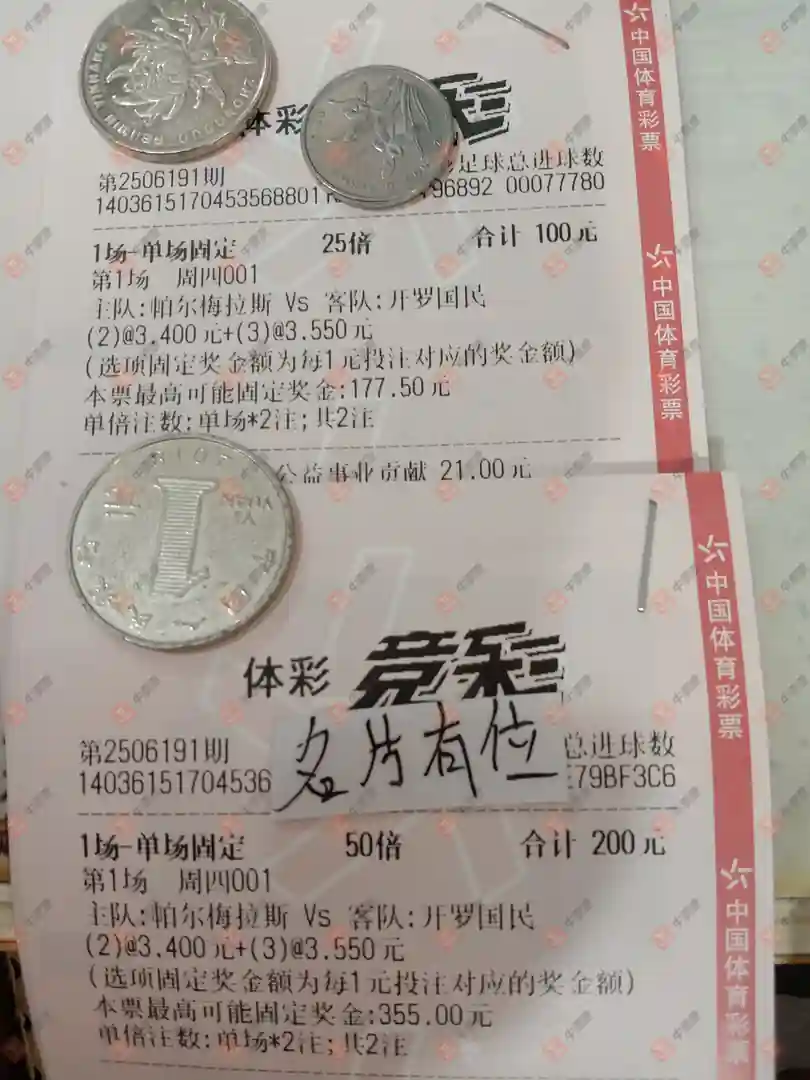 体彩 竞彩
足球总进球数
第2506191期
140361517045356880 96892 00077780
1场-单场固定 25倍 合计 100元
第1场 周四001
主队:帕尔梅拉斯 Vs 客队:开罗国民
(2)@3.400元+(3)@3.550元
(选项固定奖金额为每1元投注对应的奖金额)
本票最高可能固定奖金:177.50元
单倍注数:单场*2注;共2注
公益事业贡献 21.00元
中国体育彩票
中国体育彩票
体彩 竞彩
名片有位
第2506191期 总进球数
14036151704536 E79BF3C6
1场-单场固定 50倍 合计 200元
第1场 周四001
主队:帕尔梅拉斯 Vs 客队:开罗国民
(2)@3.400元+(3)@3.550元
(选项固定奖金额为每1元投注对应的奖金额)
本票最高可能固定奖金:355.00元
单倍注数:单场*2注;共2注
中国体育彩票
中国体育彩票